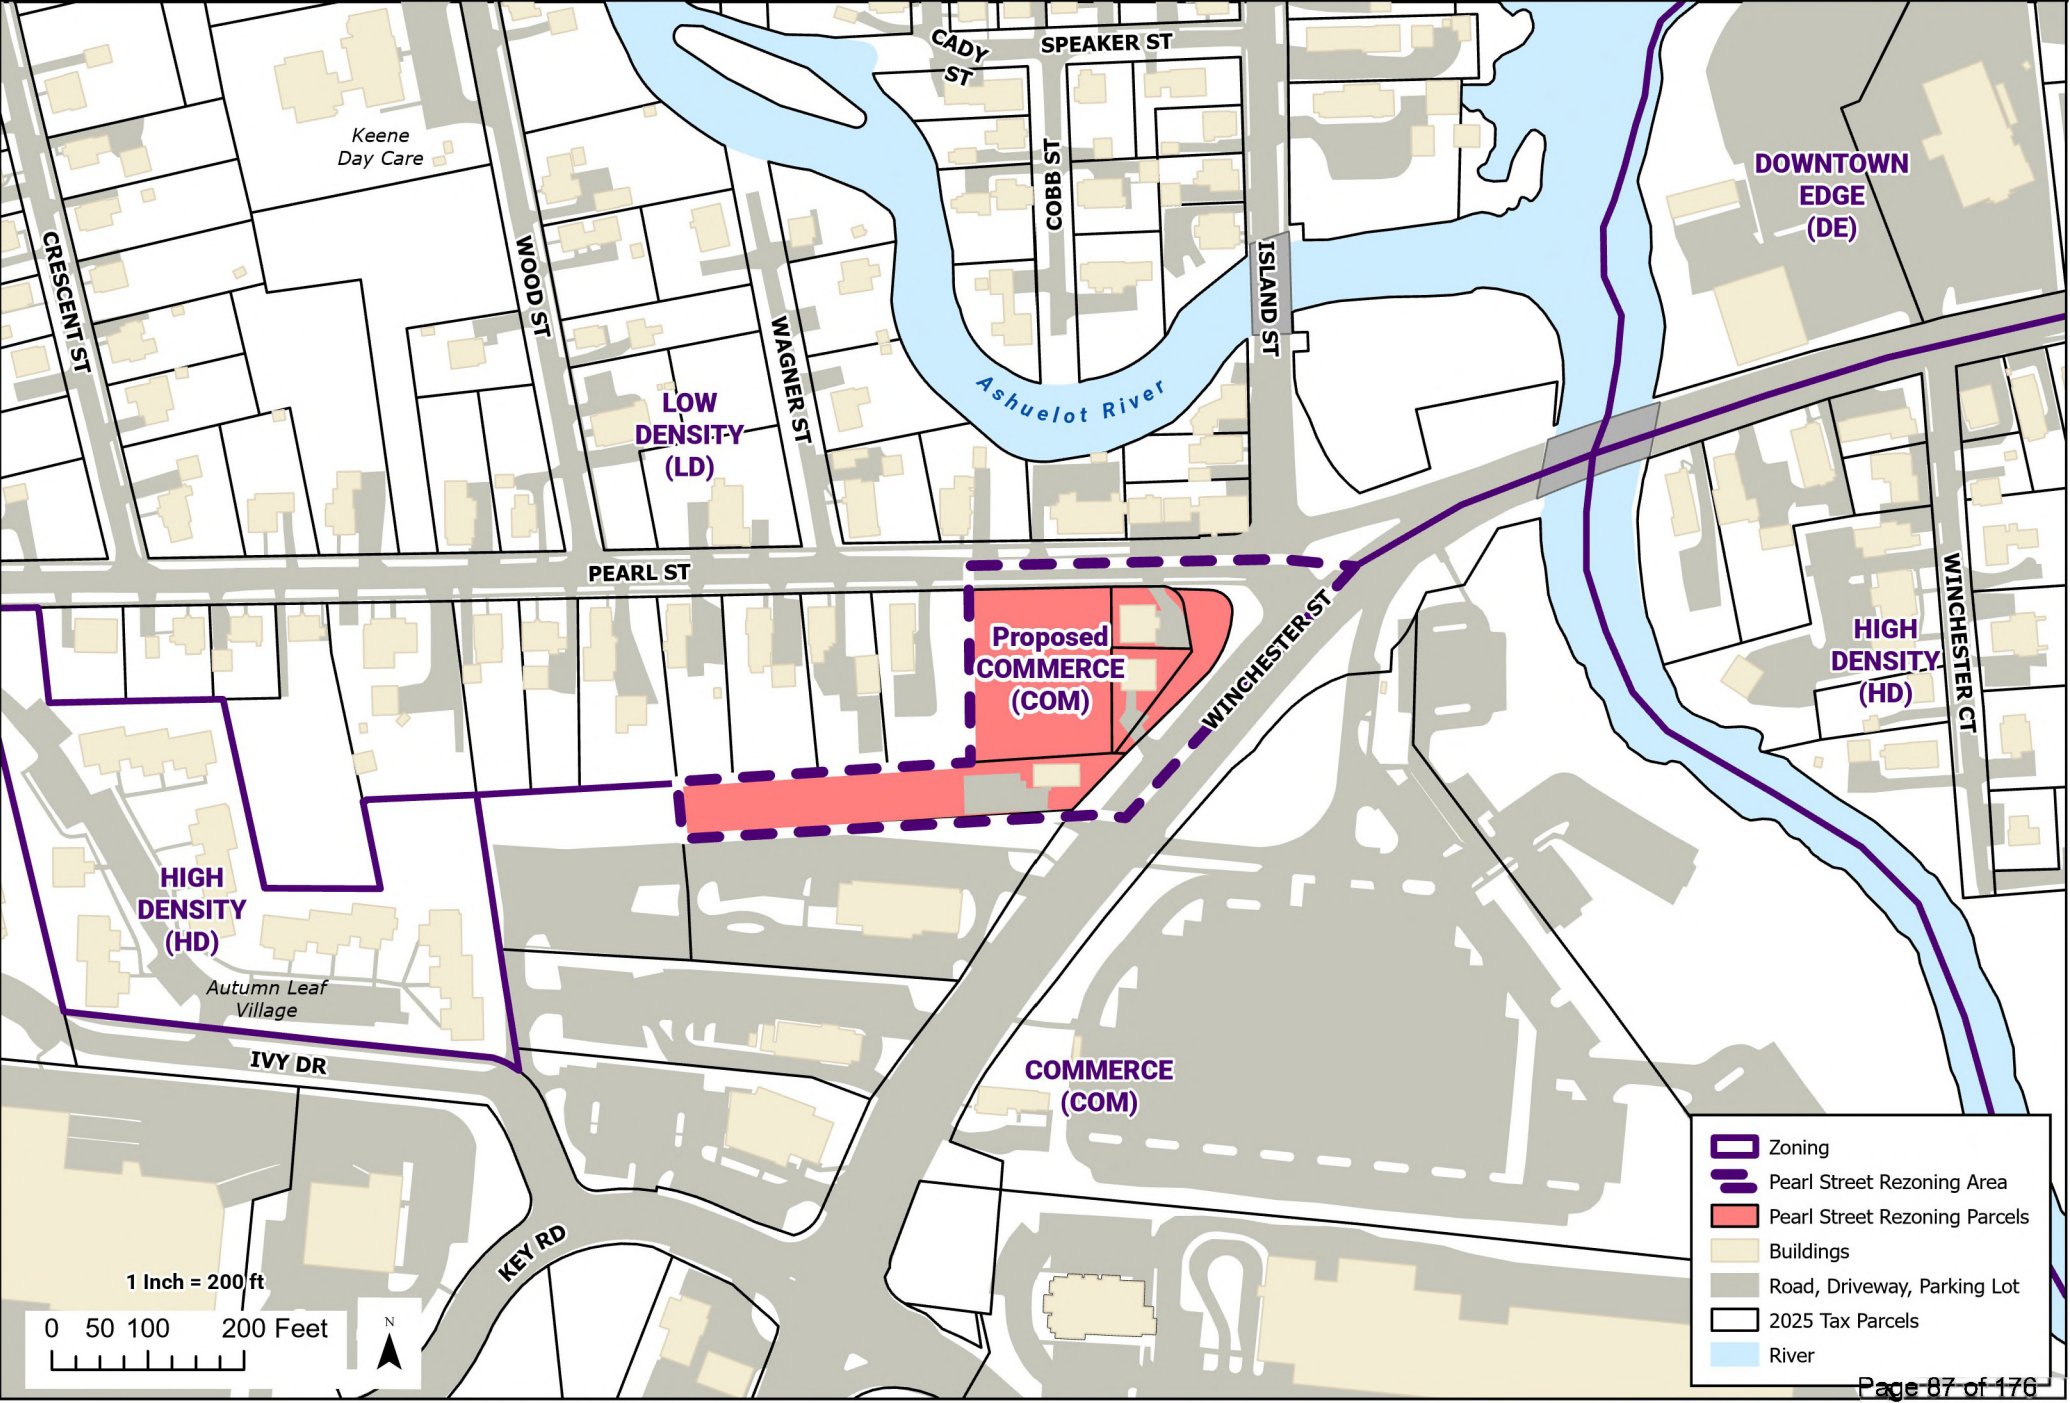 CADY
ST
SPEAKER ST
Keene
Day Care
COBB ST
DOWNTOWN
EDGE
(DE)
CRESCENT ST
WOOD ST
WAGNER ST
ISLAND ST
Ashuelot River
LOW
DENSITY
(LD)
PEARL ST
WINCHESTER ST
WINCHESTER CT
Proposed
COMMERCE
(COM)
HIGH
DENSITY
(HD)
HIGH
DENSITY
(HD)
Autumn Leaf
Village
IVY DR
COMMERCE
(COM)
KEY RD
1 Inch = 200 ft
0 50 100 200 Feet
N
Zoning
Pearl Street Rezoning Area
Pearl Street Rezoning Parcels
Buildings
Road, Driveway, Parking Lot
2025 Tax Parcels
River
Page 87 of 176